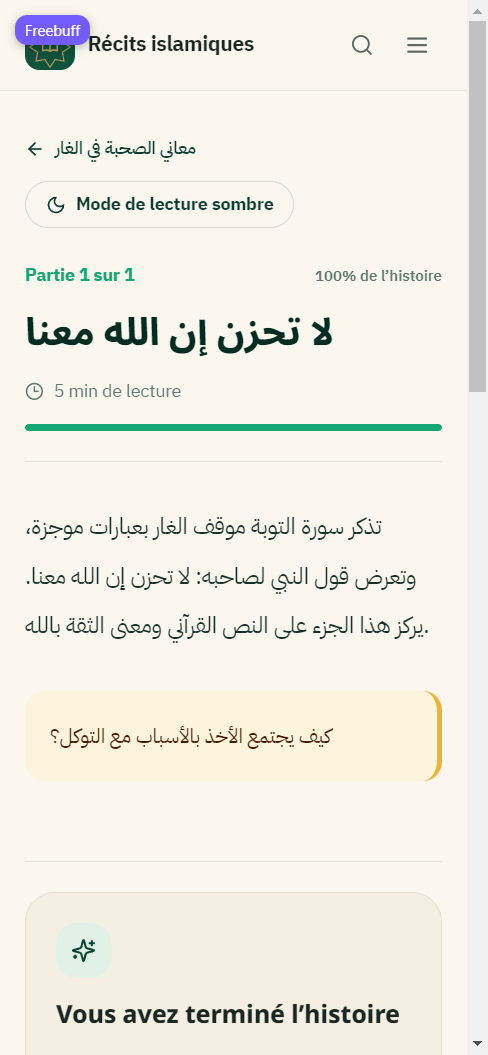 Freebuff
Récits islamiques
معاني الصحبة في الغار
Mode de lecture sombre
Partie 1 sur 1
100% de l’histoire
لا تحزن إن الله معنا
5 min de lecture
تذكر سورة التوبة موقف الغار بعبارات موجزة،
وتعرض قول النبي لصاحبه: لا تحزن إن الله معنا.
يركز هذا الجزء على النص القرآني ومعنى الثقة بالله.
كيف يجتمع الأخذ بالأسباب مع التوكل؟
Vous avez terminé l’histoire